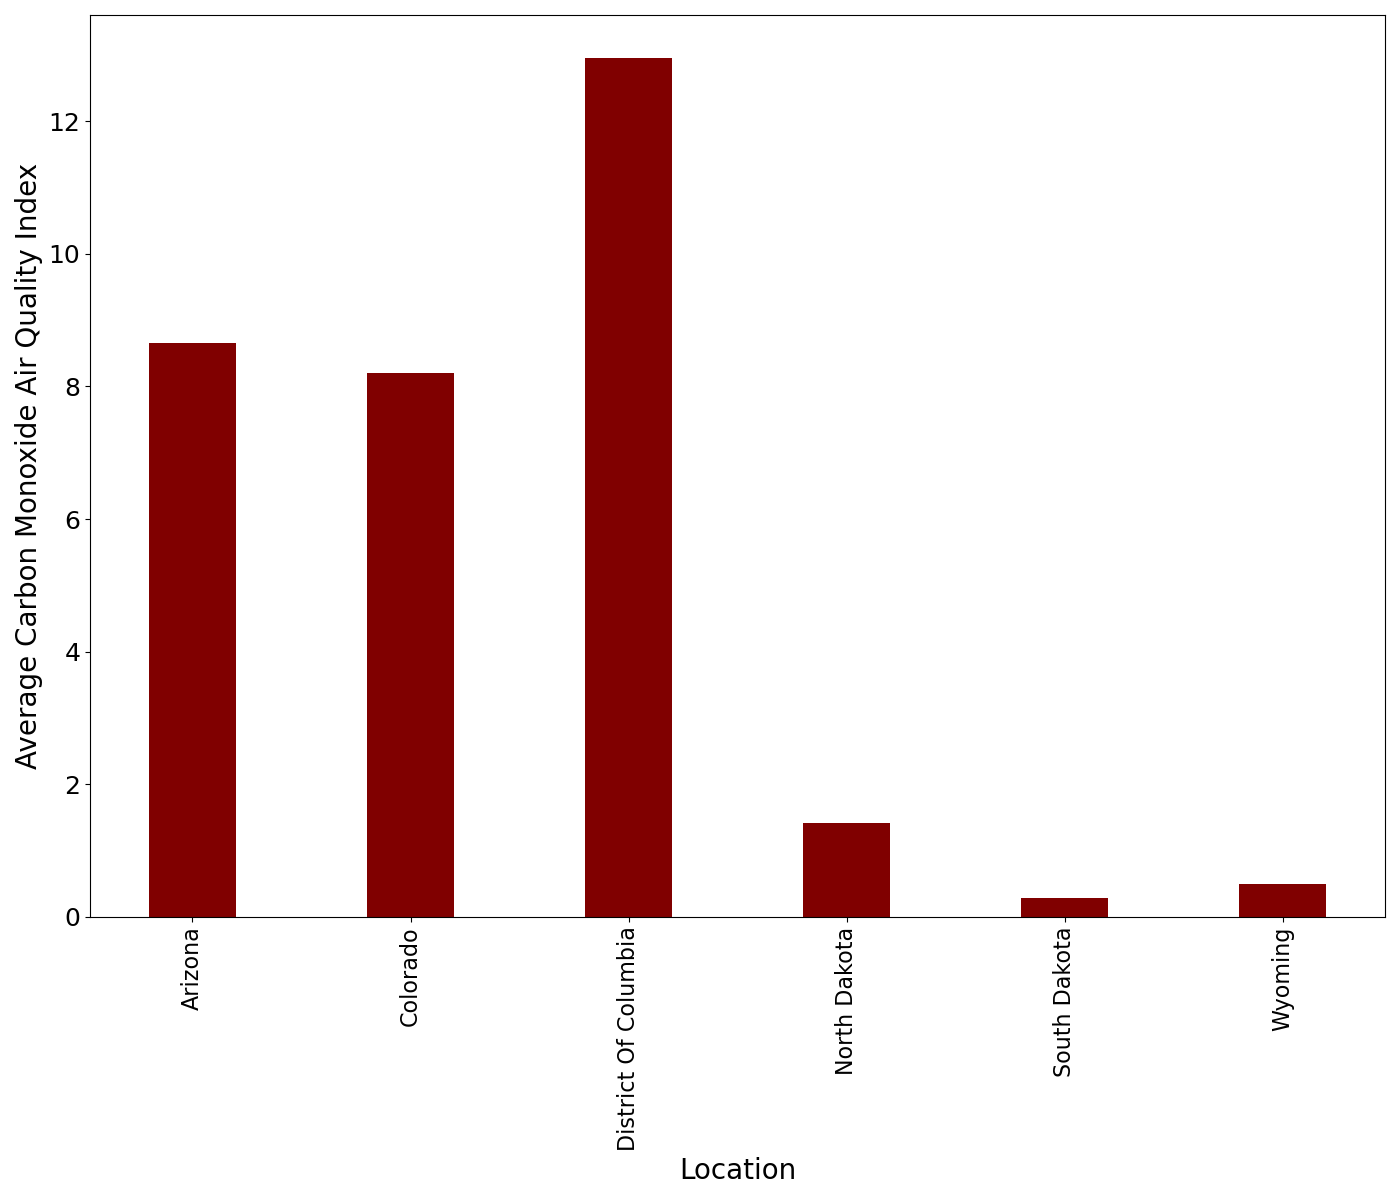 Average Carbon Monoxide Air Quality Index
12
10
8
6
4
2
0
Arizona
Colorado
District Of Columbia
North Dakota
South Dakota
Wyoming
Location